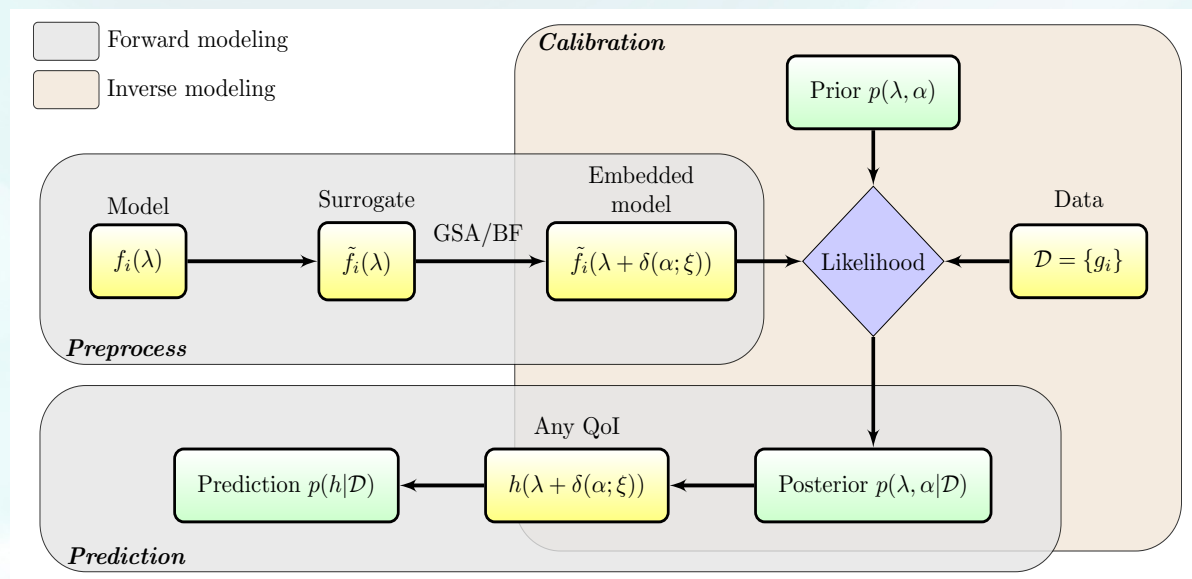 Forward modeling
Inverse modeling
Calibration
Prior p(λ, α)
Model
f_i(λ)
Surrogate
f̃_i(λ)
GSA/BF
Embedded
model
f̃_i(λ + δ(α; ξ))
Likelihood
Data
𝒟 = {g_i}
Preprocess
Any QoI
Prediction p(h|𝒟)
h(λ + δ(α; ξ))
Posterior p(λ, α|𝒟)
Prediction